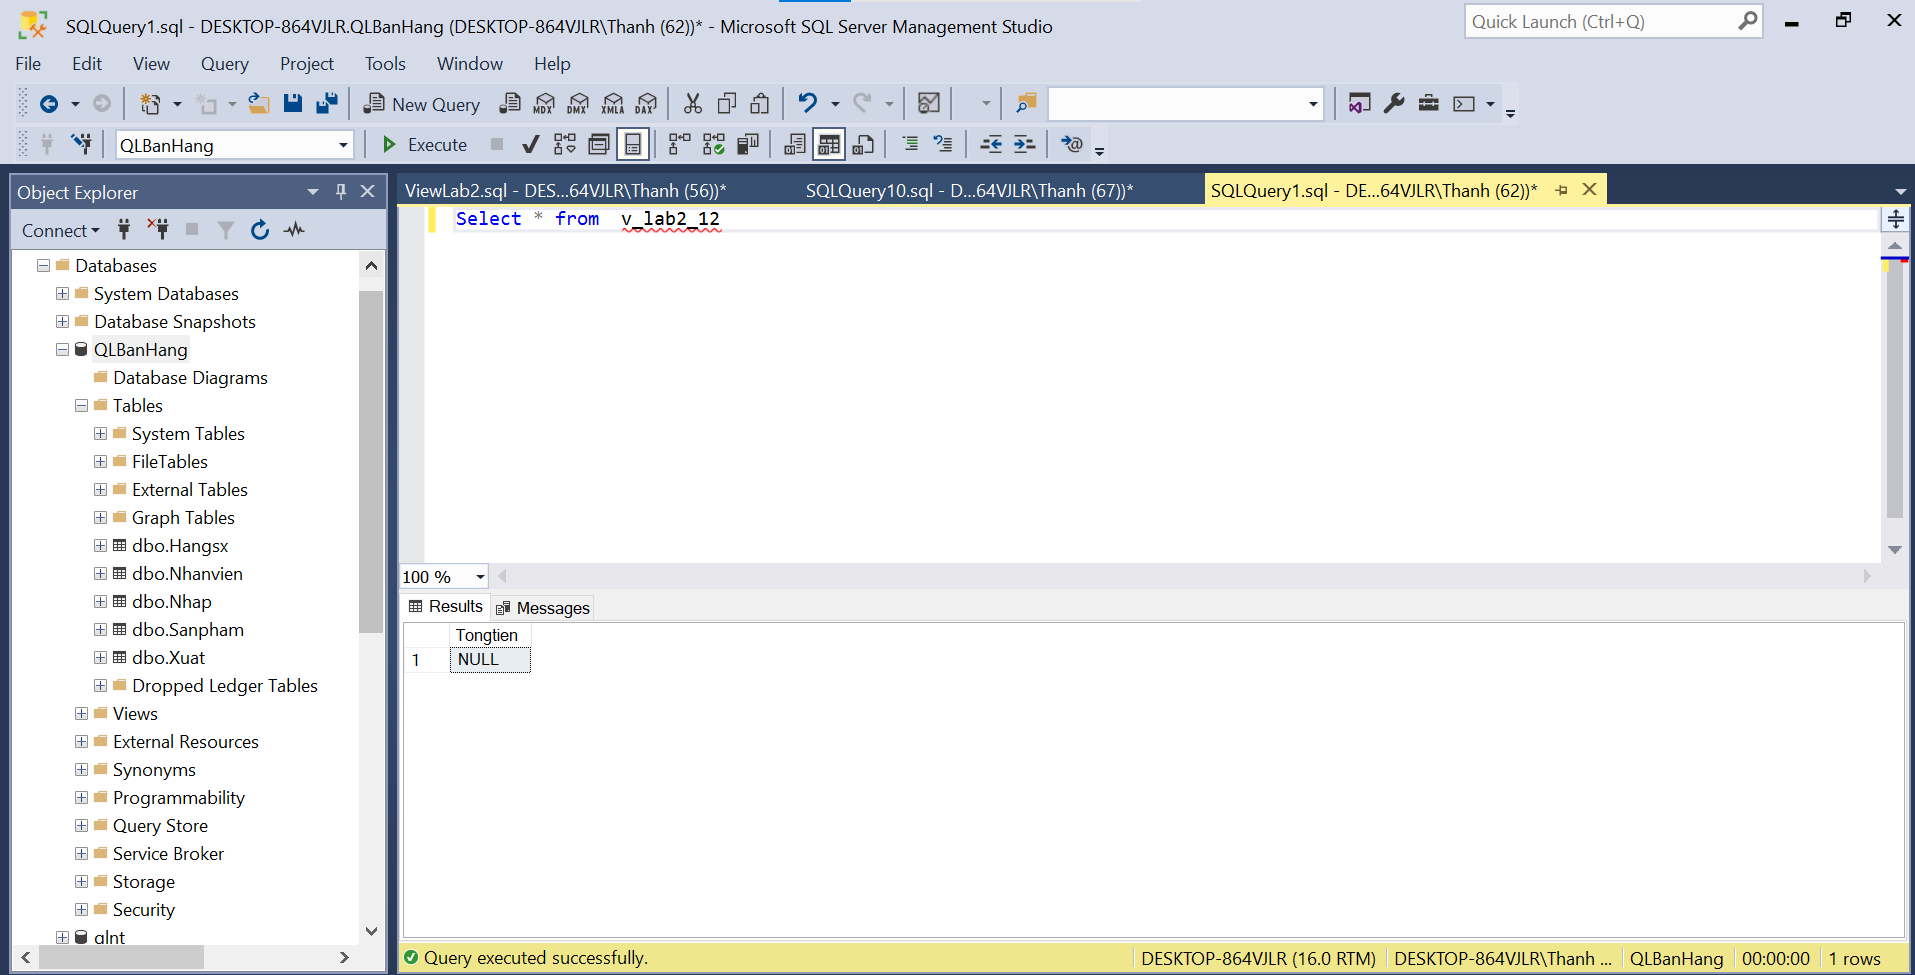 SQLQuery1.sql - DESKTOP-864VJLR.QLBanHang (DESKTOP-864VJLR\Thanh (62))* - Microsoft SQL Server Management Studio
Quick Launch (Ctrl+Q)
File Edit View Query Project Tools Window Help
New Query MDX DMX XMLA DAX
QLBanHang Execute
Object Explorer
Connect
Databases
System Databases
Database Snapshots
QLBanHang
Database Diagrams
Tables
System Tables
FileTables
External Tables
Graph Tables
dbo.Hangsx
dbo.Nhanvien
dbo.Nhap
dbo.Sanpham
dbo.Xuat
Dropped Ledger Tables
Views
External Resources
Synonyms
Programmability
Query Store
Service Broker
Storage
Security
qlnt
ViewLab2.sql - DES...64VJLR\Thanh (56))* SQLQuery10.sql - D...64VJLR\Thanh (67))* SQLQuery1.sql - DE...64VJLR\Thanh (62))*
Select * from v_lab2_12
100 %
Results Messages
Tongtien
1 NULL
Query executed successfully. DESKTOP-864VJLR (16.0 RTM) DESKTOP-864VJLR\Thanh ... QLBanHang 00:00:00 1 rows